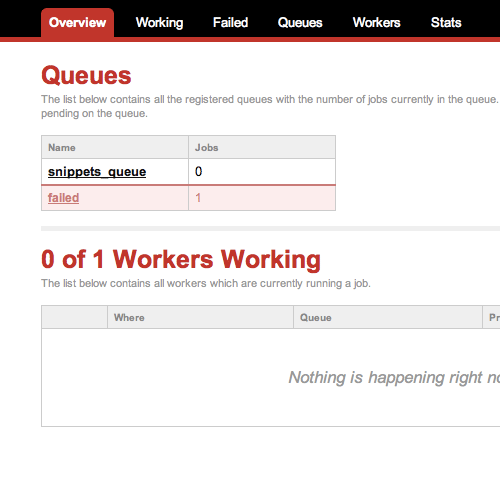 Overview Working Failed Queues Workers Stats
Queues
The list below contains all the registered queues with the number of jobs currently in the queue.
pending on the queue.
Name Jobs
snippets_queue 0
failed 1
0 of 1 Workers Working
The list below contains all workers which are currently running a job.
Where Queue Pr
Nothing is happening right no